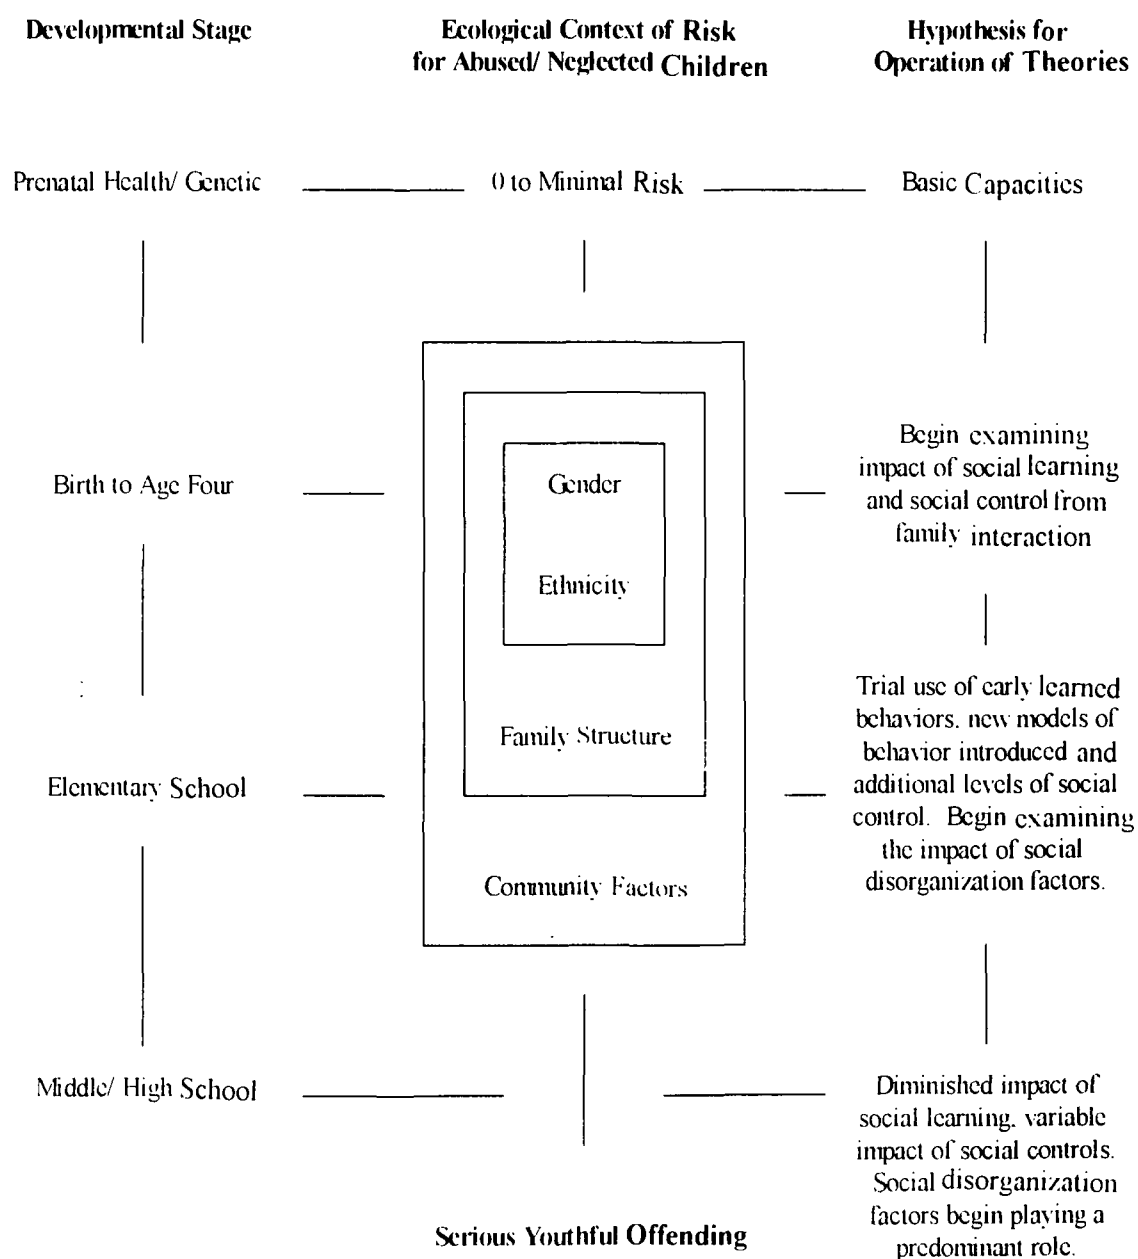 Developmental Stage
Ecological Context of Risk
for Abused/ Neglected Children
Hypothesis for
Operation of Theories
Prenatal Health/ Genetic
0 to Minimal Risk
Basic Capacities
Birth to Age Four
Gender
Ethnicity
Begin examining
impact of social learning
and social control from
family interaction
Elementary School
Family Structure
Community Factors
Trial use of early learned
behaviors, new models of
behavior introduced and
additional levels of social
control. Begin examining
the impact of social
disorganization factors.
Middle/ High School
Diminished impact of
social learning, variable
impact of social controls.
Social disorganization
factors begin playing a
predominant role.
Serious Youthful Offending